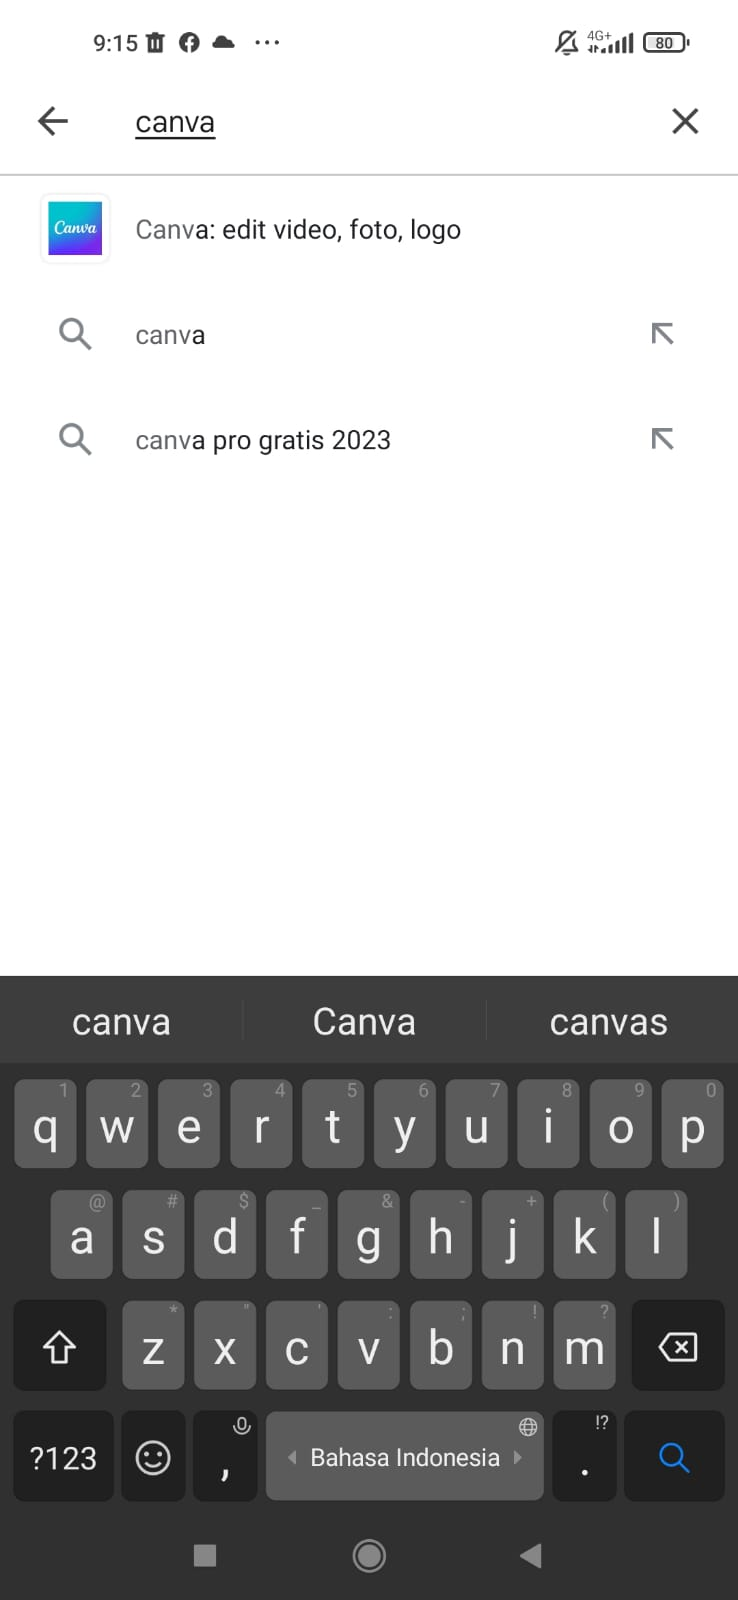 9:15
4G+
80
canva
Canva
Canva: edit video, foto, logo
canva
canva pro gratis 2023
canva Canva canvas
1 2 3 4 5 6 7 8 9 0
q w e r t y u i o p
@ # $ _ & - + ( )
a s d f g h j k l
* " ' : ; ! ?
z x c v b n m
!?
?123 , Bahasa Indonesia .